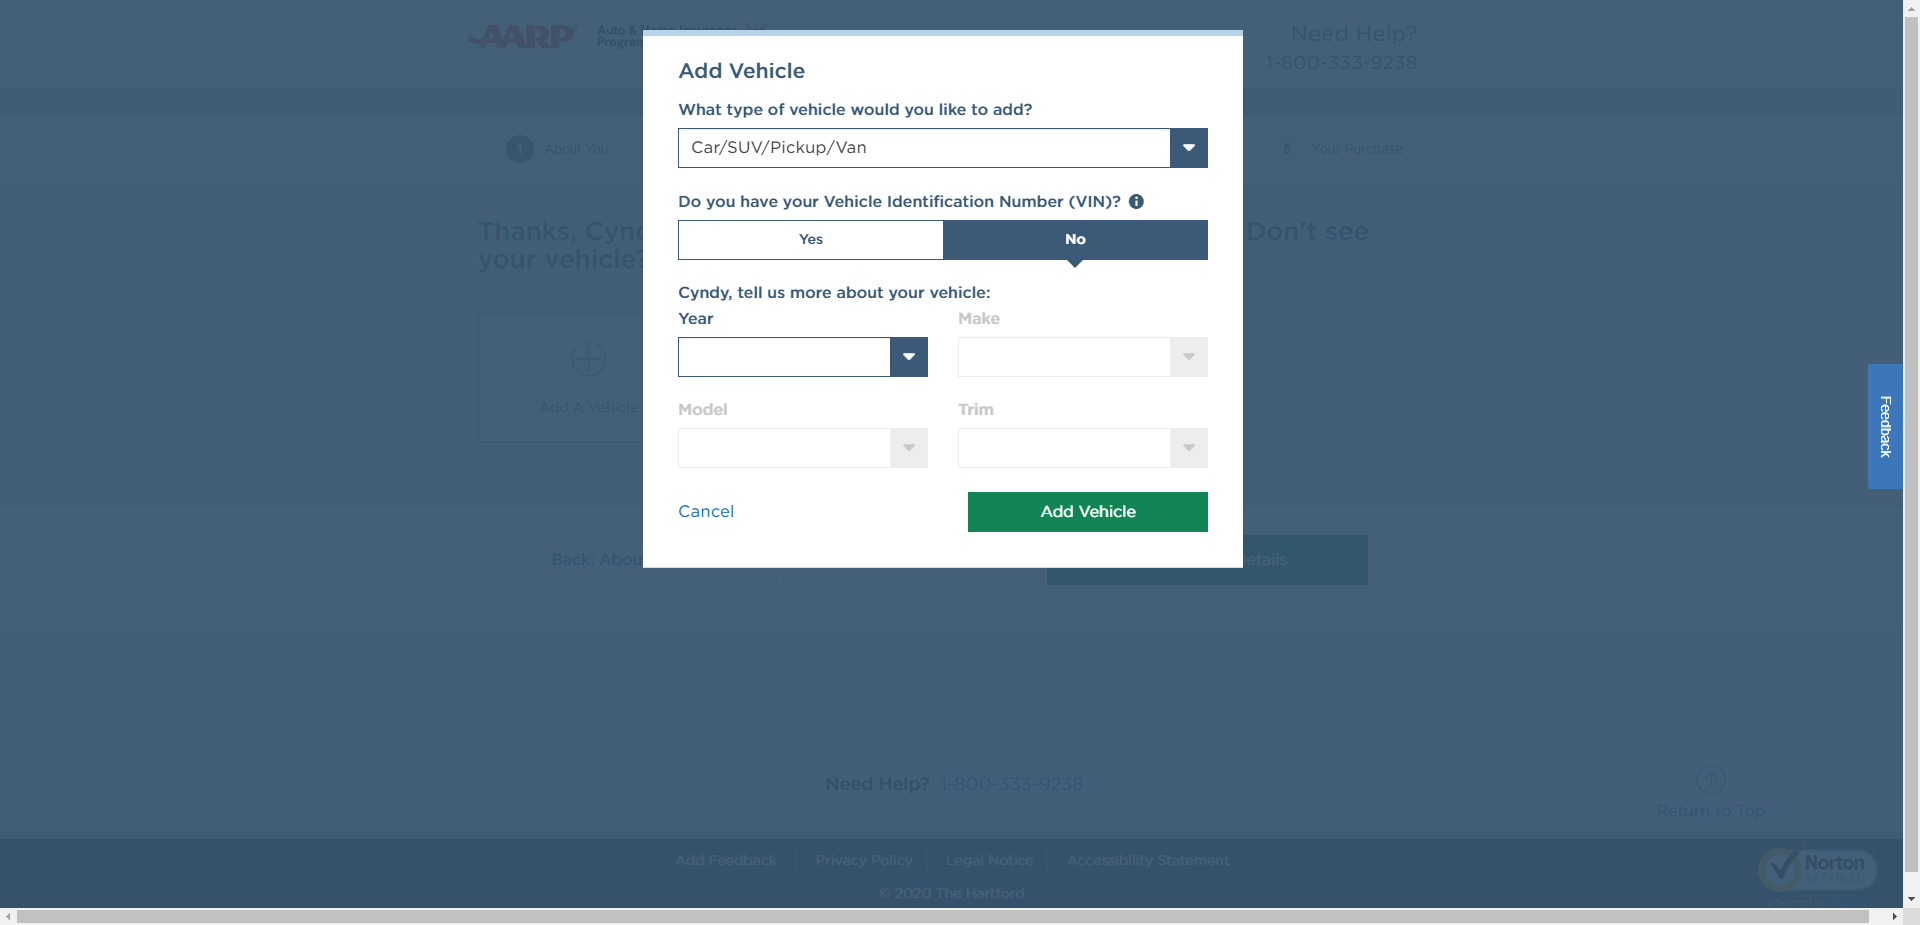 AARP
Auto & Home Insurance
Program
Need Help?
1-800-333-9238
1 About You
5 Your Purchase
Thanks, Cynd
Don't see
your vehicle?
Add A Vehicle
Add Vehicle
What type of vehicle would you like to add?
Car/SUV/Pickup/Van
Do you have your Vehicle Identification Number (VIN)?
Yes
No
Cyndy, tell us more about your vehicle:
Year
Make
Model
Trim
Cancel
Add Vehicle
Back: Abou
etails
Feedback
Need Help? 1-800-333-9238
Return to Top
Add Feedback
Privacy Policy
Legal Notice
Accessibility Statement
© 2020 The Hartford
Norton
SECURED
powered by